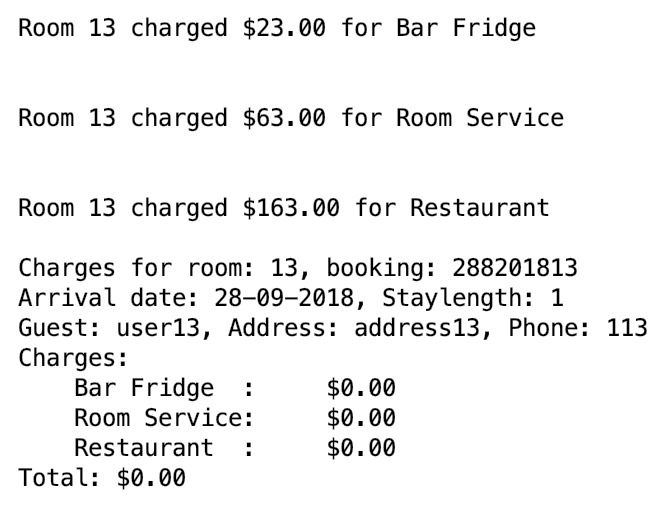 Room 13 charged $23.00 for Bar Fridge
Room 13 charged $63.00 for Room Service
Room 13 charged $163.00 for Restaurant
Charges for room: 13, booking: 288201813
Arrival date: 28-09-2018, Staylength: 1
Guest: user13, Address: address13, Phone: 113
Charges:
    Bar Fridge  :     $0.00
    Room Service:     $0.00
    Restaurant  :     $0.00
Total: $0.00